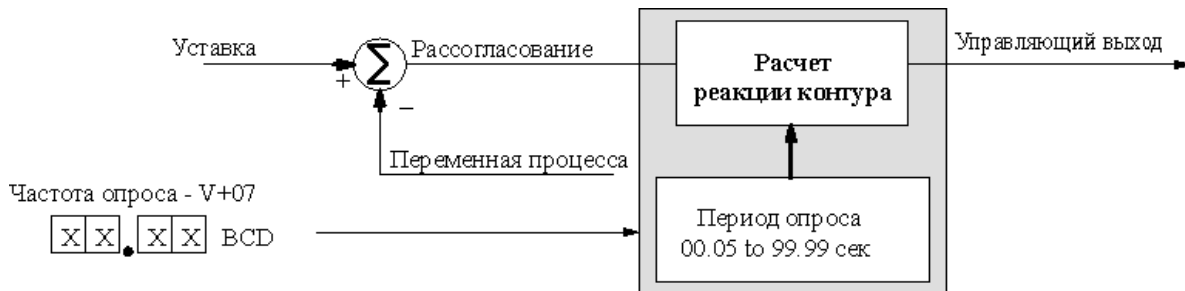 Уставка
+
Σ
–
Рассогласование
Расчет
реакции контура
Управляющий выход
Переменная процесса
Частота опроса - V+07
X X . X X BCD
Период опроса
00.05 to 99.99 сек